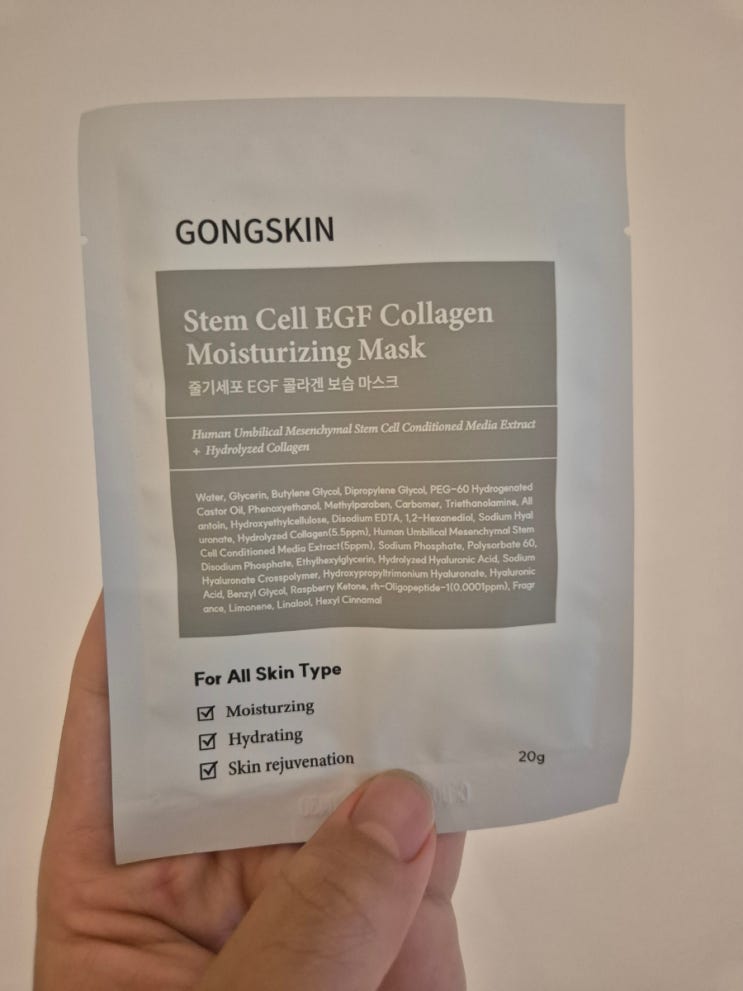 GONGSKIN
Stem Cell EGF Collagen
Moisturizing Mask
줄기세포 EGF 콜라겐 보습 마스크
Human Umbilical Mesenchymal Stem Cell Conditioned Media Extract
+ Hydrolyzed Collagen
Water, Glycerin, Butylene Glycol, Dipropylene Glycol, PEG-60 Hydrogenated
Castor Oil, Phenoxyethanol, Methylparaben, Carbomer, Triethanolamine, All
antoin, Hydroxyethylcellulose, Disodium EDTA, 1,2-Hexanediol, Sodium Hyal
uronate, Hydrolyzed Collagen(5.5ppm), Human Umbilical Mesenchymal Stem
Cell Conditioned Media Extract(5ppm), Sodium Phosphate, Polysorbate 60,
Disodium Phosphate, Ethylhexylglycerin, Hydrolyzed Hyaluronic Acid, Sodium
Hyaluronate Crosspolymer, Hydroxypropyltrimonium Hyaluronate, Hyaluronic
Acid, Benzyl Glycol, Raspberry Ketone, rh-Oligopeptide-1(0.0001ppm), Fragr
ance, Limonene, Linalool, Hexyl Cinnamal
For All Skin Type
Moisturzing
Hydrating
Skin rejuvenation
20g